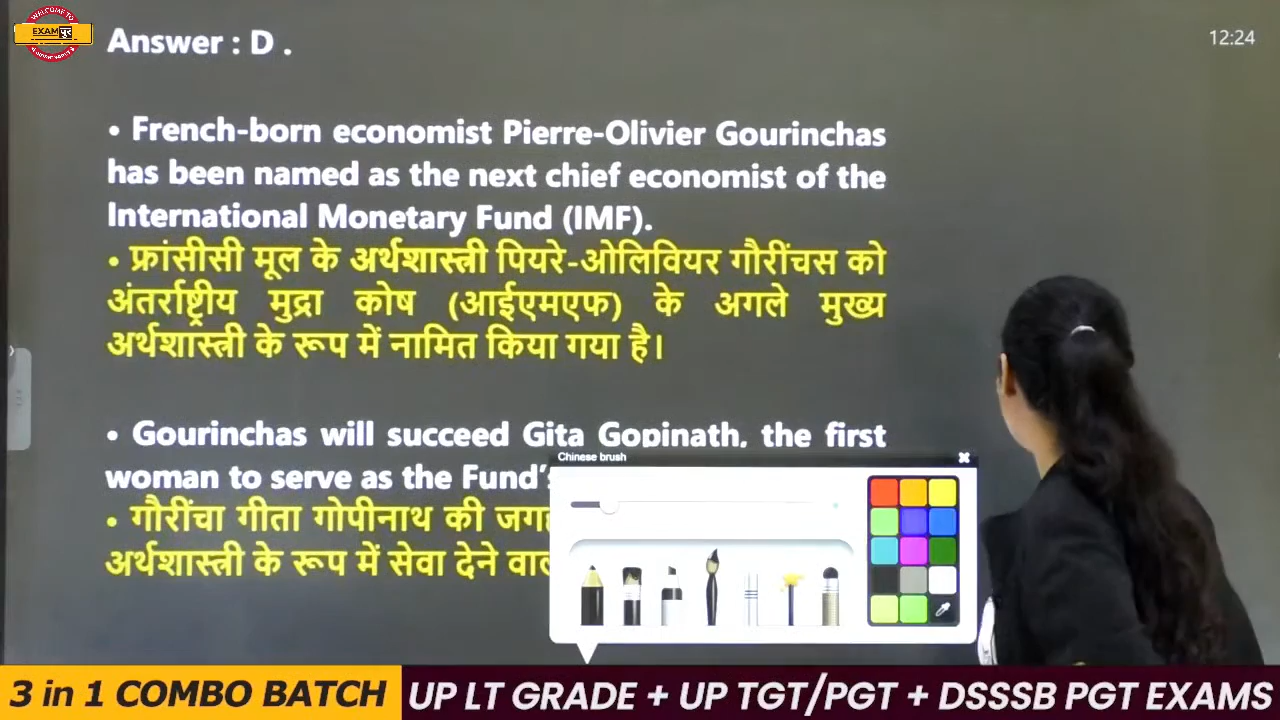 WELCOME TO
EXAM पुर
Answer : D .
12:24
• French-born economist Pierre-Olivier Gourinchas
has been named as the next chief economist of the
International Monetary Fund (IMF).
• फ्रांसीसी मूल के अर्थशास्त्री पियरे-ओलिवियर गौरींचस को
अंतर्राष्ट्रीय मुद्रा कोष (आईएमएफ) के अगले मुख्य
अर्थशास्त्री के रूप में नामित किया गया है।
• Gourinchas will succeed Gita Gopinath, the first
woman to serve as the Fund's
• गौरींचा गीता गोपीनाथ की
अर्थशास्त्री के रूप में सेवा देने
Chinese brush
3 in 1 COMBO BATCH
UP LT GRADE + UP TGT/PGT + DSSSB PGT EXAMS